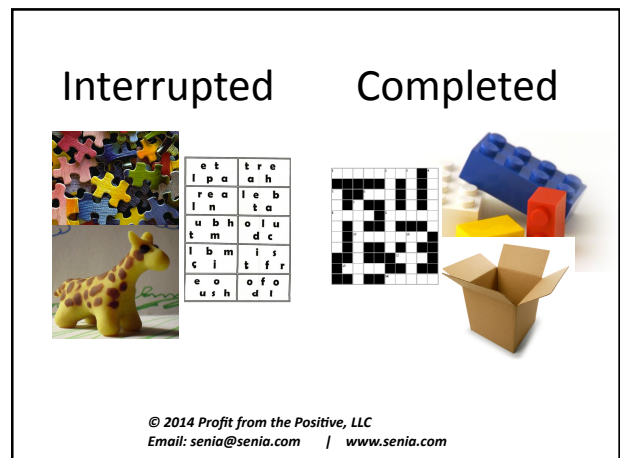 Interrupted
Completed
e t
l p a
t r e
a h
r e a
l n
l e b
t a
u b h
t m
o l u
d c
l b m
ç i
i s
t f r
e o
u s h
o f o
d l
© 2014 Profit from the Positive, LLC
Email: senia@senia.com | www.senia.com